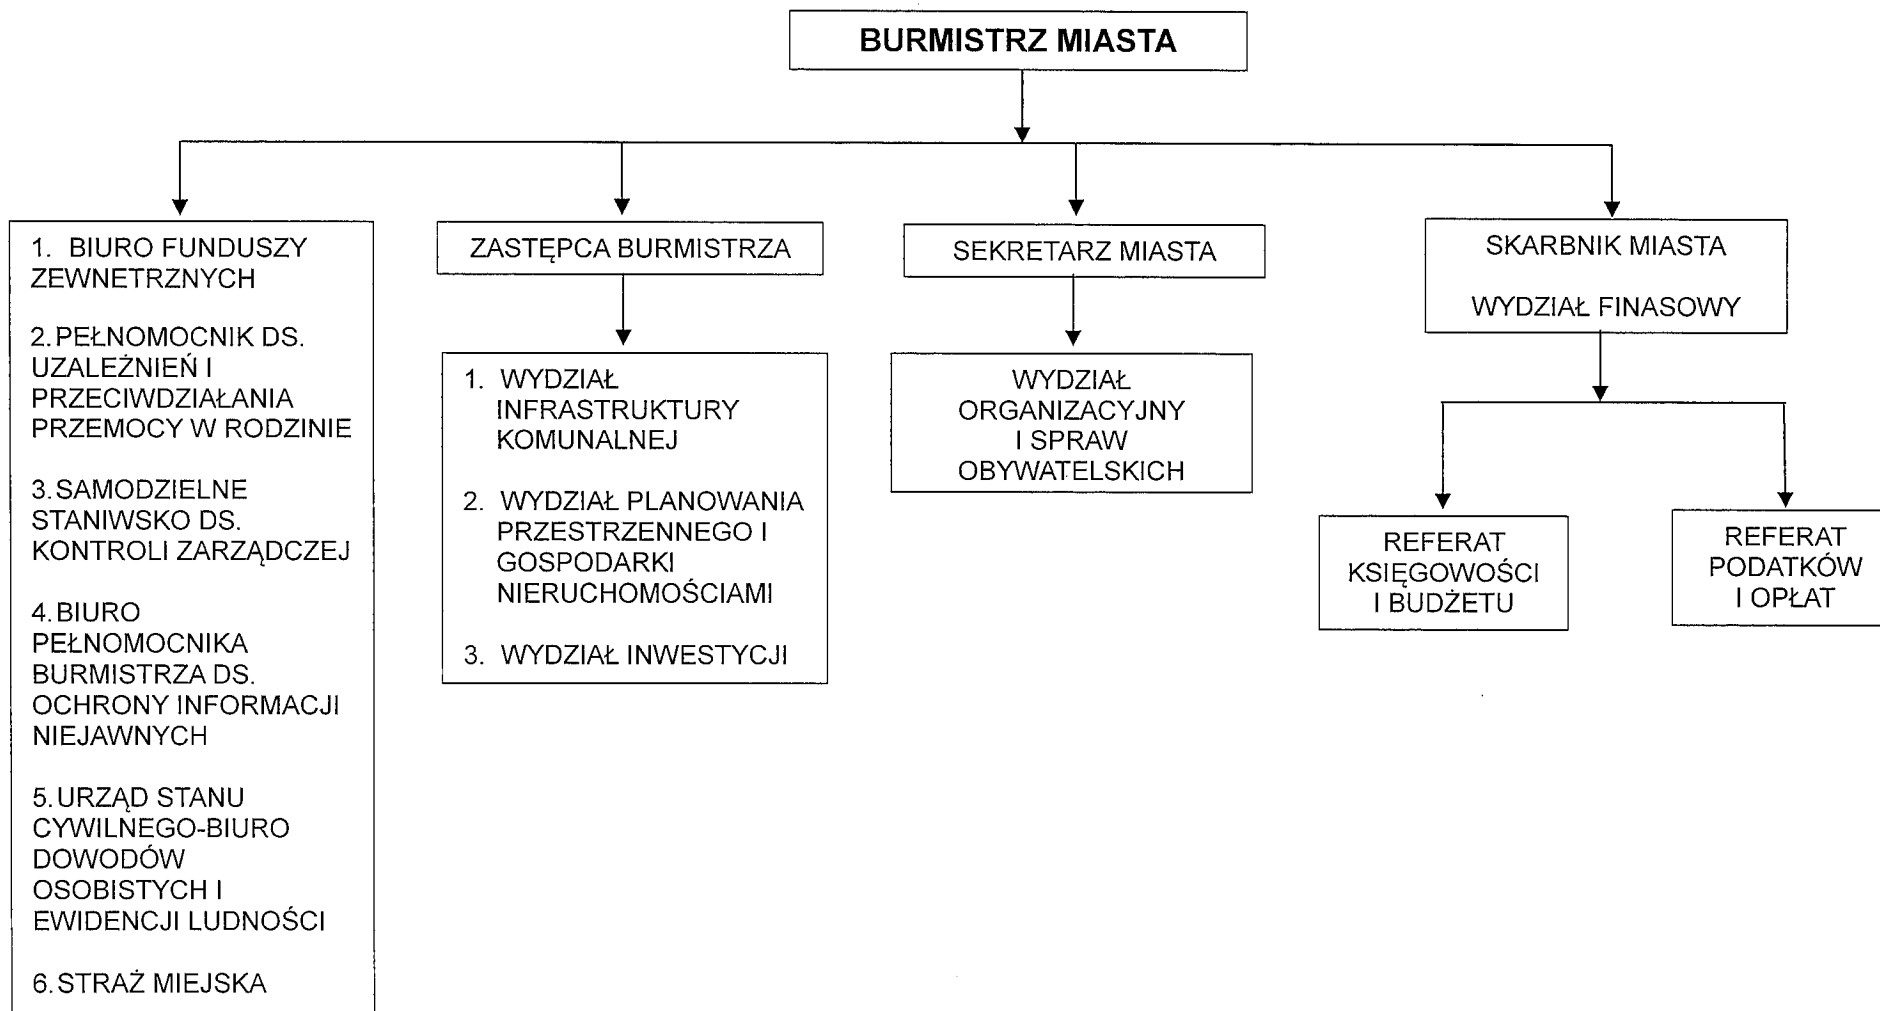 BURMISTRZ MIASTA
1. BIURO FUNDUSZY
ZEWNETRZNYCH
2.PEŁNOMOCNIK DS.
UZALEŻNIEŃ I
PRZECIWDZIAŁANIA
PRZEMOCY W RODZINIE
3.SAMODZIELNE
STANIWSKO DS.
KONTROLI ZARZĄDCZEJ
4.BIURO
PEŁNOMOCNIKA
BURMISTRZA DS.
OCHRONY INFORMACJI
NIEJAWNYCH
5.URZĄD STANU
CYWILNEGO-BIURO
DOWODÓW
OSOBISTYCH I
EWIDENCJI LUDNOŚCI
6.STRAŻ MIEJSKA
ZASTĘPCA BURMISTRZA
1. WYDZIAŁ
INFRASTRUKTURY
KOMUNALNEJ
2. WYDZIAŁ PLANOWANIA
PRZESTRZENNEGO I
GOSPODARKI
NIERUCHOMOŚCIAMI
3. WYDZIAŁ INWESTYCJI
SEKRETARZ MIASTA
WYDZIAŁ
ORGANIZACYJNY
I SPRAW
OBYWATELSKICH
SKARBNIK MIASTA
WYDZIAŁ FINASOWY
REFERAT
KSIĘGOWOŚCI
I BUDŻETU
REFERAT
PODATKÓW
I OPŁAT